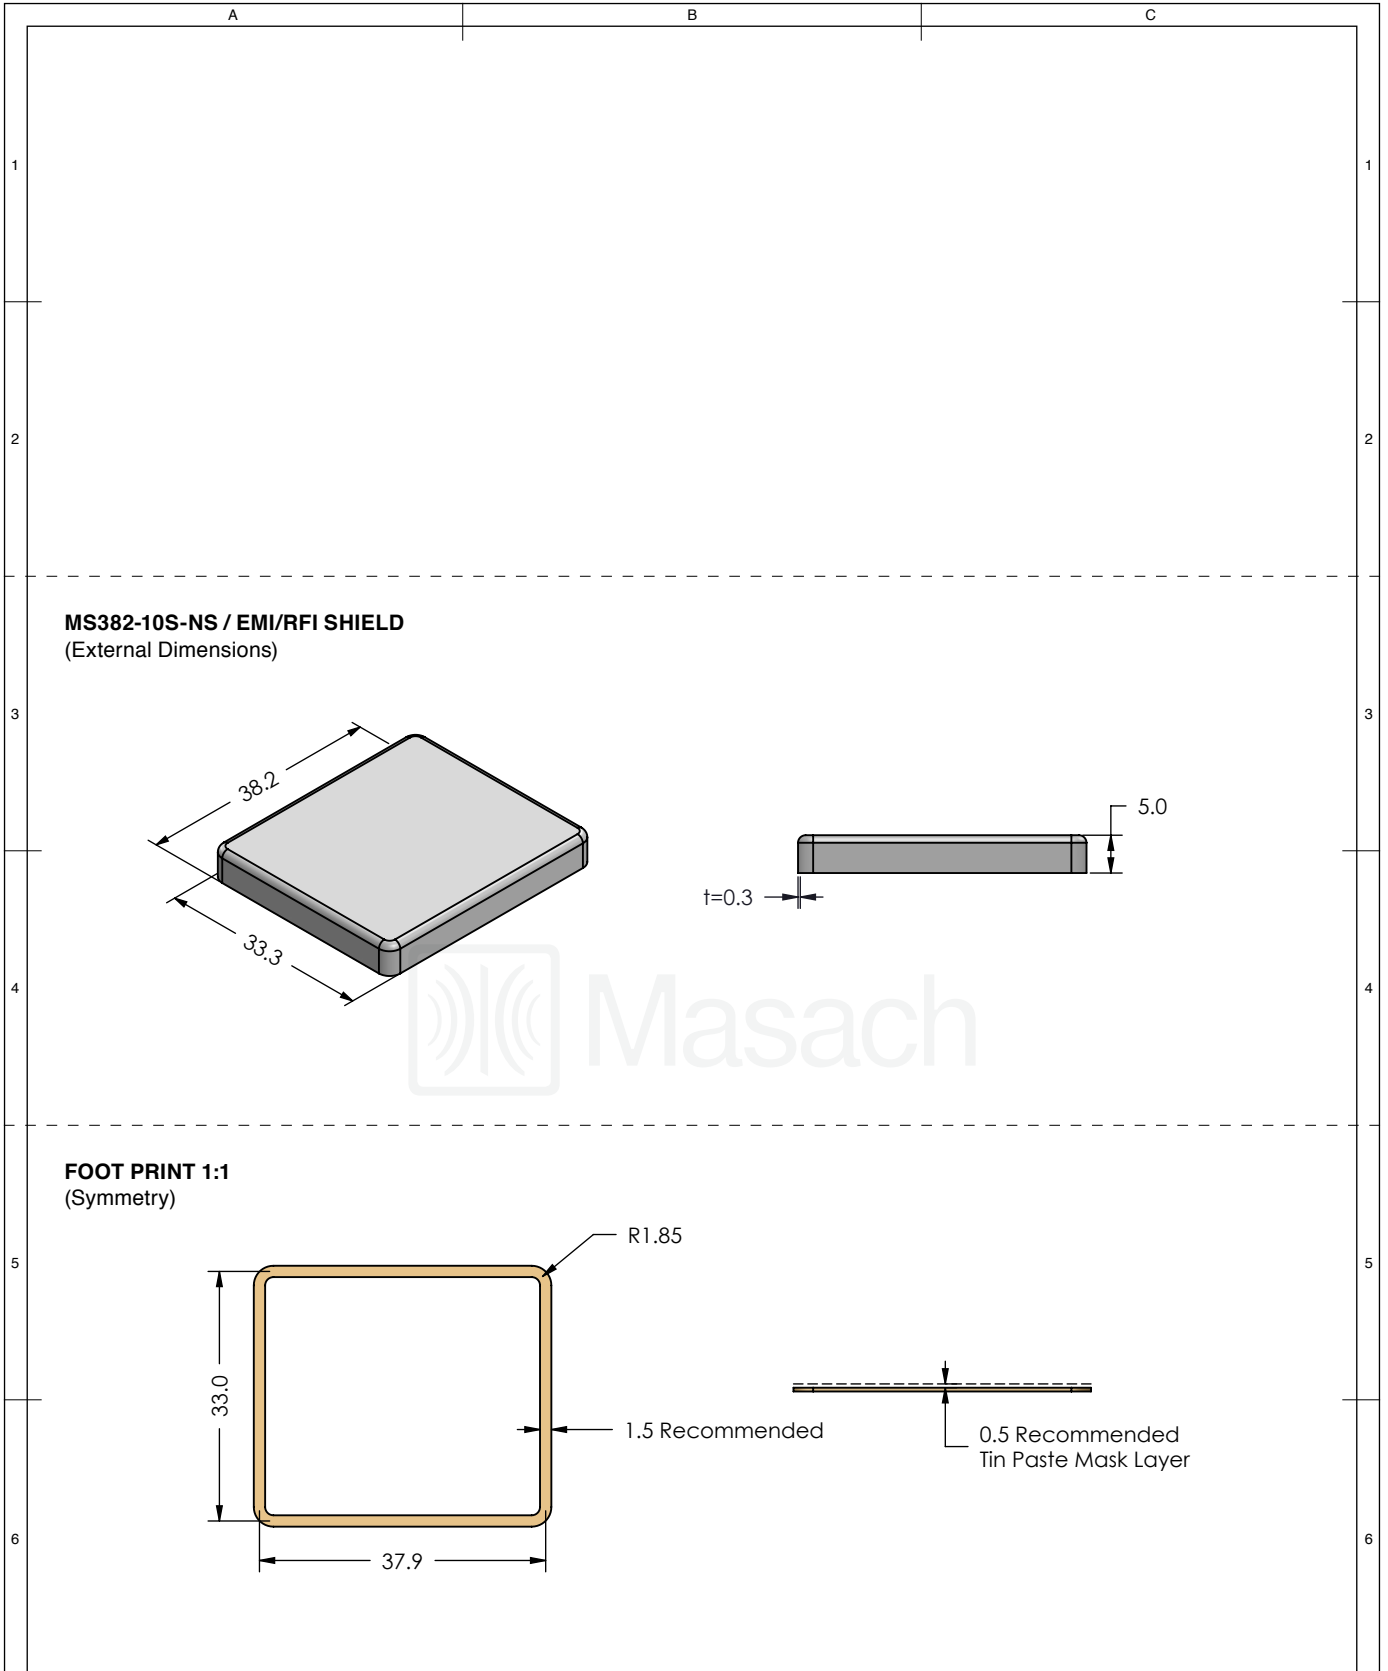 A B C
1 1
2 2
MS382-10S-NS / EMI/RFI SHIELD
(External Dimensions)
3 3
38.2
5.0
t=0.3
33.3
4 4
Masach
FOOT PRINT 1:1
(Symmetry)
R1.85
5 5
33.0
1.5 Recommended
0.5 Recommended
Tin Paste Mask Layer
6 6
37.9